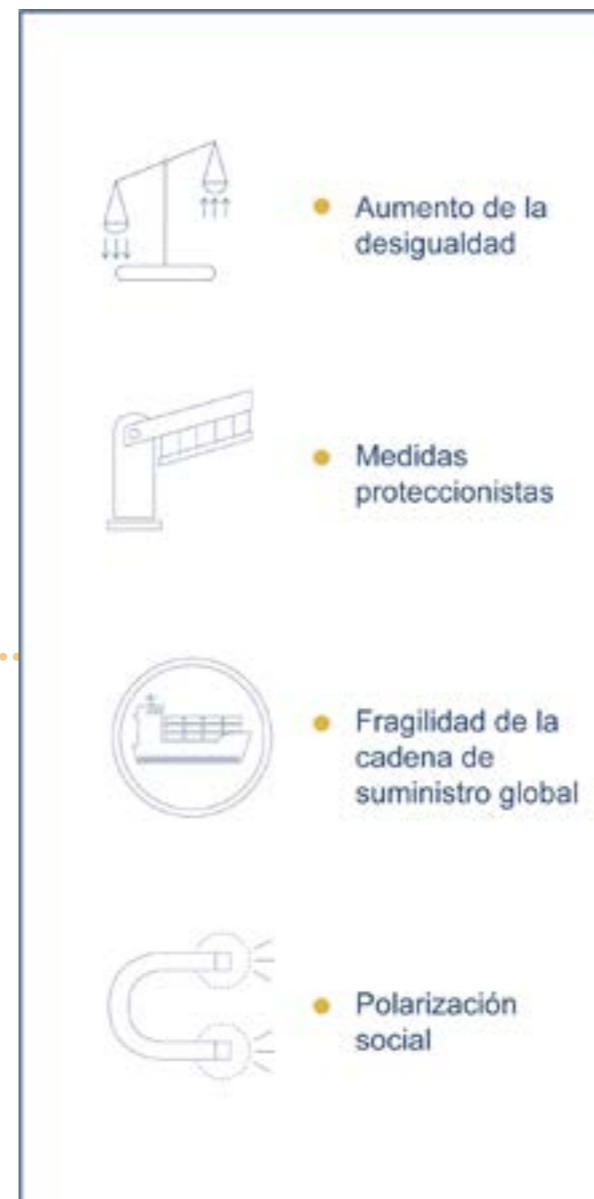 Aumento de la
desigualdad
Medidas
proteccionistas
Fragilidad de la
cadena de
suministro global
Polarización
social